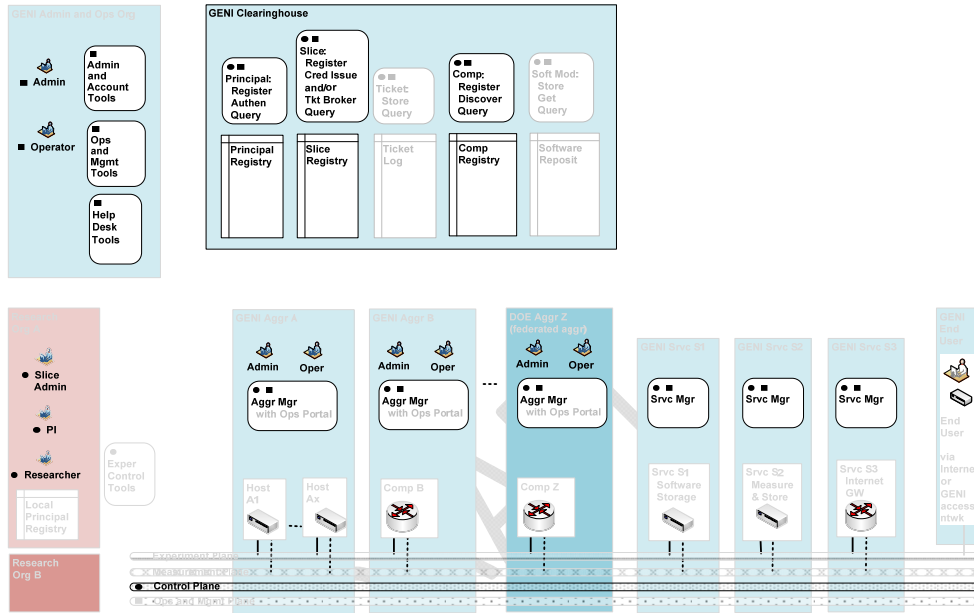 GENI Admin and Ops Org
Admin
Operator
Admin
and
Account
Tools
Ops
and
Mgmt
Tools
Help
Desk
Tools
GENI Clearinghouse
Principal:
Register
Authen
Query
Slice:
Register
Cred Issue
and/or
Tkt Broker
Query
Ticket:
Store
Query
Comp:
Register
Discover
Query
Soft Mod:
Store
Get
Query
Principal
Registry
Slice
Registry
Ticket
Log
Comp
Registry
Software
Reposit
Slice
Admin
PI
Researcher
Local
Principal
Registry
Exper
Control
Tools
Research
Org B
GENI Aggr A
Admin
Oper
Aggr Mgr
with Ops Portal
Host
A1
Host
Ax
GENI Aggr B
Admin
Oper
Aggr Mgr
with Ops Portal
Comp B
DOE Aggr Z
(federated aggr)
Admin
Oper
Aggr Mgr
with Ops Portal
Comp Z
GENI Srvc S1
Srvc Mgr
Srvc S1
Software
Storage
GENI Srvc S2
Srvc Mgr
Srvc S2
Measure
& Store
GENI Srvc S3
Srvc Mgr
Srvc S3
Internet
GW
GENI
End
User
End
User
via
Interne
or
GENI
access
ntwk
Experiment Plane
Measurement Plane
Control Plane
Ops and Mgmt Plane